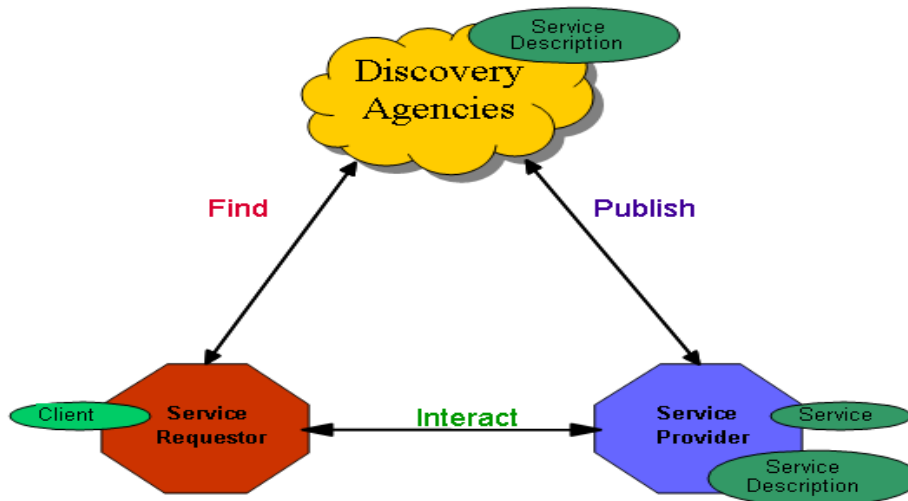 Service
Description
Discovery
Agencies
Find
Publish
Client
Service
Requestor
Interact
Service
Provider
Service
Service
Description